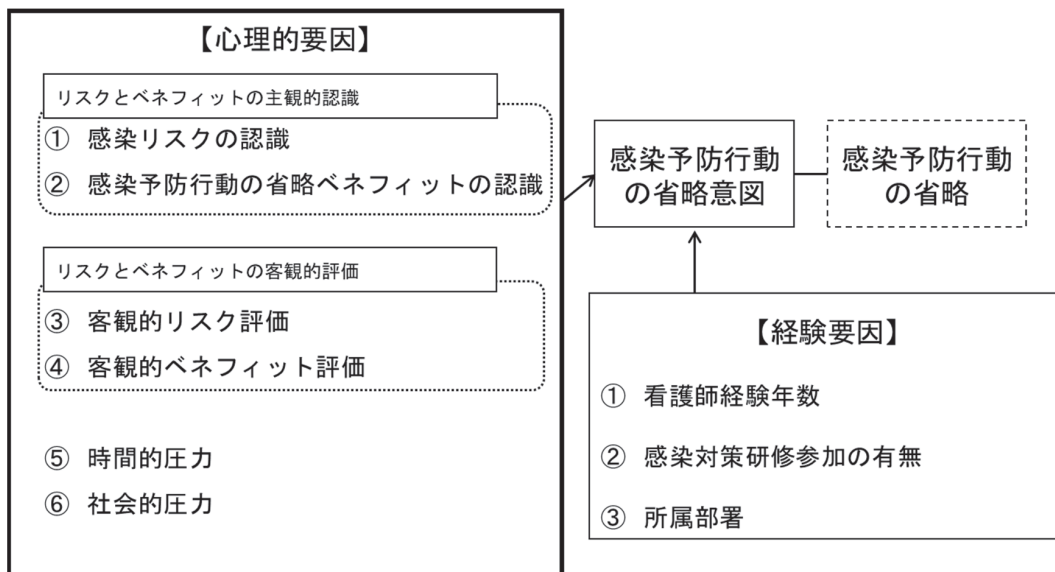 【心理的要因】
リスクとベネフィットの主観的認識
① 感染リスクの認識
② 感染予防行動の省略ベネフィットの認識
リスクとベネフィットの客観的評価
③ 客観的リスク評価
④ 客観的ベネフィット評価
⑤ 時間的圧力
⑥ 社会的圧力
感染予防行動
の省略意図
感染予防行動
の省略
【経験要因】
① 看護師経験年数
② 感染対策研修参加の有無
③ 所属部署